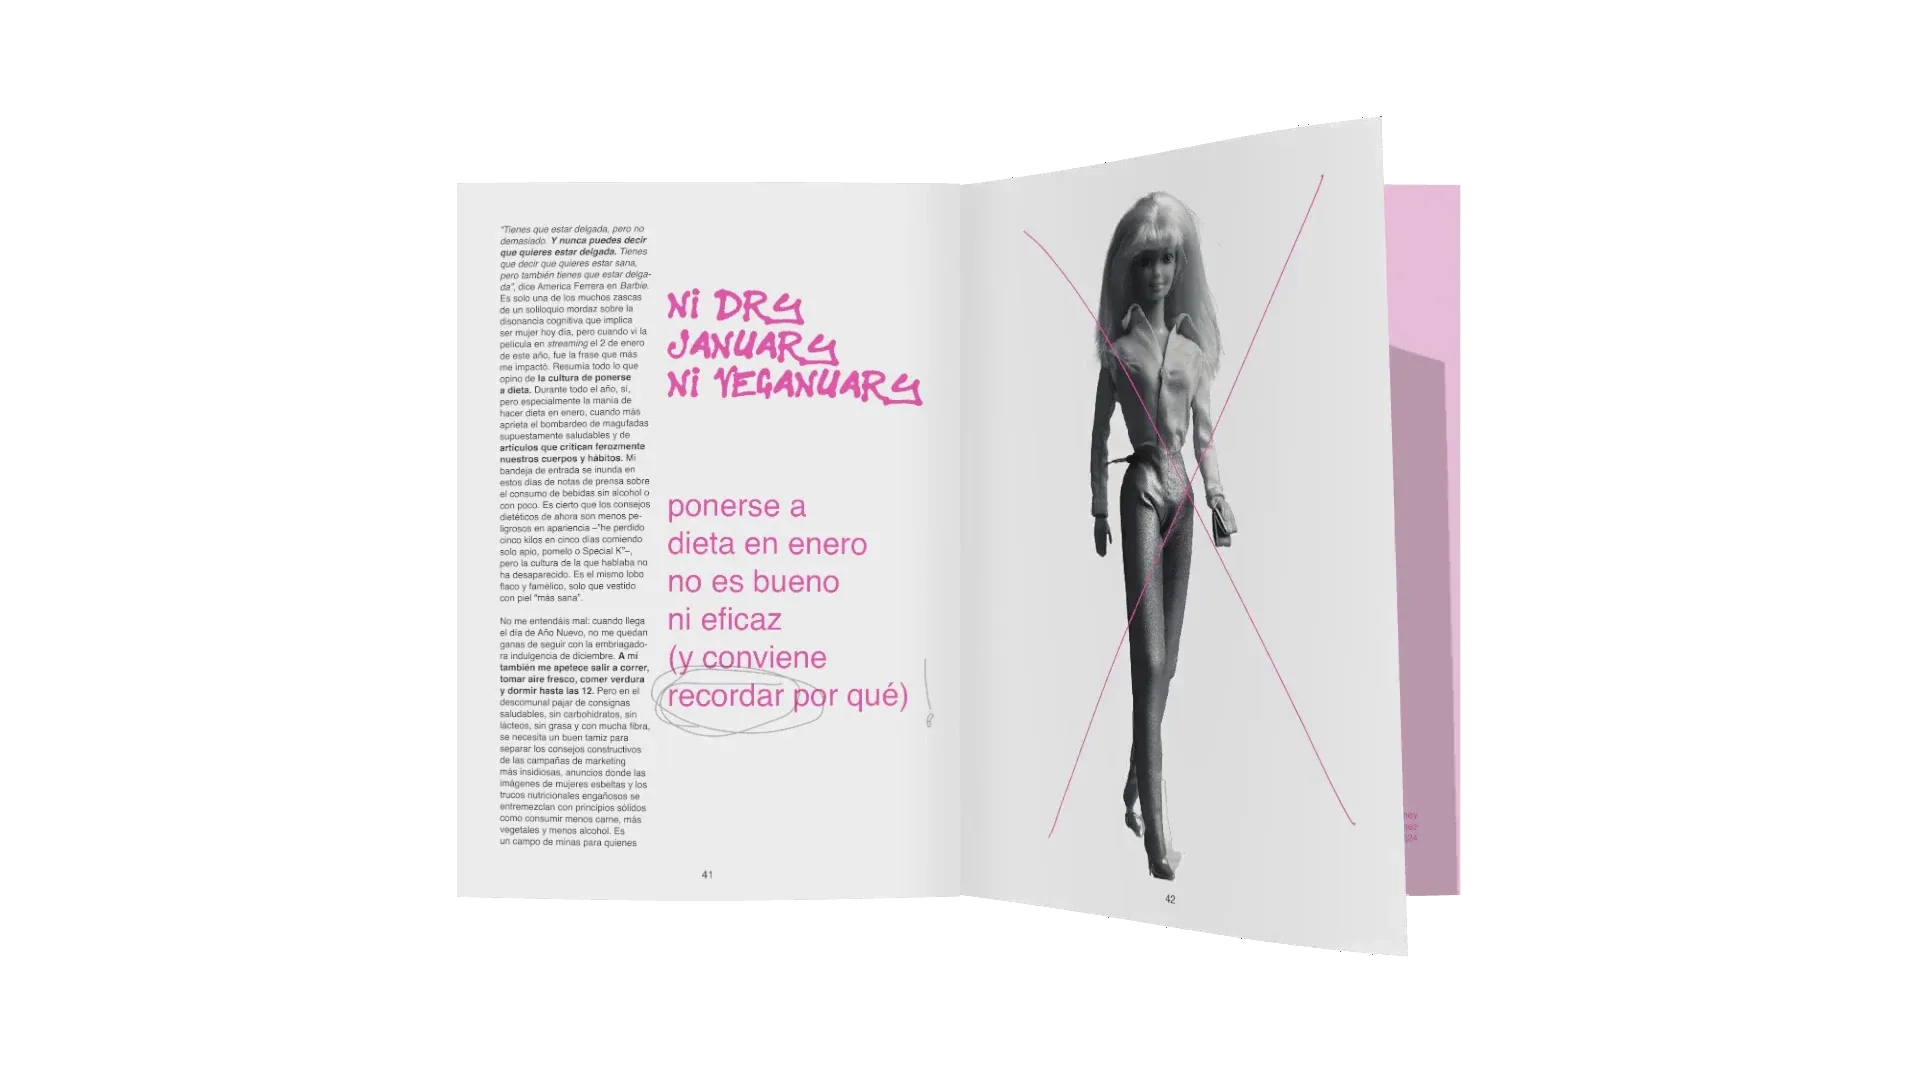 "Tienes que estar delgada, pero no
demasiado. Y nunca puedes decir
que quieres estar delgada. Tienes
que decir que quieres estar sana,
pero también tienes que estar delga-
da", dice America Ferrera en Barbie.
Es solo una de los muchos zascas
de un soliloquio mordaz sobre la
disonancia cognitiva que implica
ser mujer hoy día, pero cuando vi la
película en streaming el 2 de enero
de este año, fue la frase que más
me impactó. Resumía todo lo que
opino de la cultura de ponerse
a dieta. Durante todo el año, sí,
pero especialmente la manía de
hacer dieta en enero, cuando más
aprieta el bombardeo de magufadas
supuestamente saludables y de
artículos que critican ferozmente
nuestros cuerpos y hábitos. Mi
bandeja de entrada se inunda en
estos días de notas de prensa sobre
el consumo de bebidas sin alcohol o
con poco. Es cierto que los consejos
dietéticos de ahora son menos pe-
ligrosos en apariencia –"he perdido
cinco kilos en cinco días comiendo
solo apio, pomelo o Special K"–,
pero la cultura de la que hablaba no
ha desaparecido. Es el mismo lobo
flaco y famélico, solo que vestido
con piel "más sana".
No me entendáis mal: cuando llega
el día de Año Nuevo, no me quedan
ganas de seguir con la embriagado-
ra indulgencia de diciembre. A mí
también me apetece salir a correr,
tomar aire fresco, comer verdura
y dormir hasta las 12. Pero en el
descomunal pajar de consignas
saludables, sin carbohidratos, sin
lácteos, sin grasa y con mucha fibra,
se necesita un buen tamiz para
separar los consejos constructivos
de las campañas de marketing
más insidiosas, anuncios donde las
imágenes de mujeres esbeltas y los
trucos nutricionales engañosos se
entremezclan con principios sólidos
como consumir menos carne, más
vegetales y menos alcohol. Es
un campo de minas para quienes
Ni DRY
JANUARY
Ni VEGANUARY
ponerse a
dieta en enero
no es bueno
ni eficaz
(y conviene
recordar por qué)
41
42